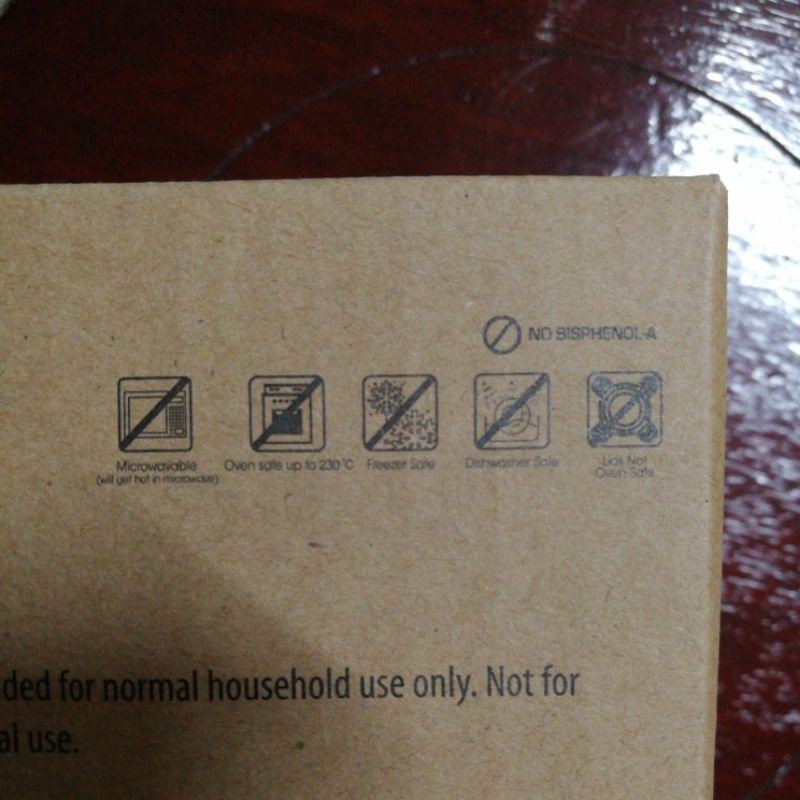 NO BISPHENOL-A
Microwavable
(will get hot in microwave)
Oven safe up to 230°C
Freezer Safe
Dishwasher Safe
Lids Not
Oven Safe
ded for normal household use only. Not for
al use.